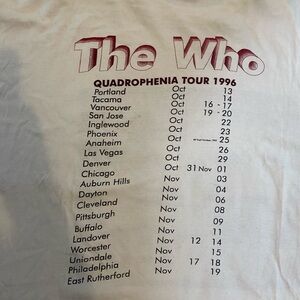 The Who
QUADROPHENIA TOUR 1996
Portland Oct 13
Tacama Oct 14
Vancouver Oct 16 - 17
San Jose Oct 19 - 20
Inglewood Oct 22
Phoenix Oct 23
Anaheim Oct 25
Las Vegas Oct 26
Denver Oct 29
Chicago Oct 31 Nov 01
Auburn Hills Nov 03
Dayton Nov 04
Cleveland Nov 06
Pittsburgh Nov 08
Buffalo Nov 09
Landover Nov 11
Worcester Nov 12 14
Uniondale Nov 15
Philadelphia Nov 17 18
East Rutherford Nov 19